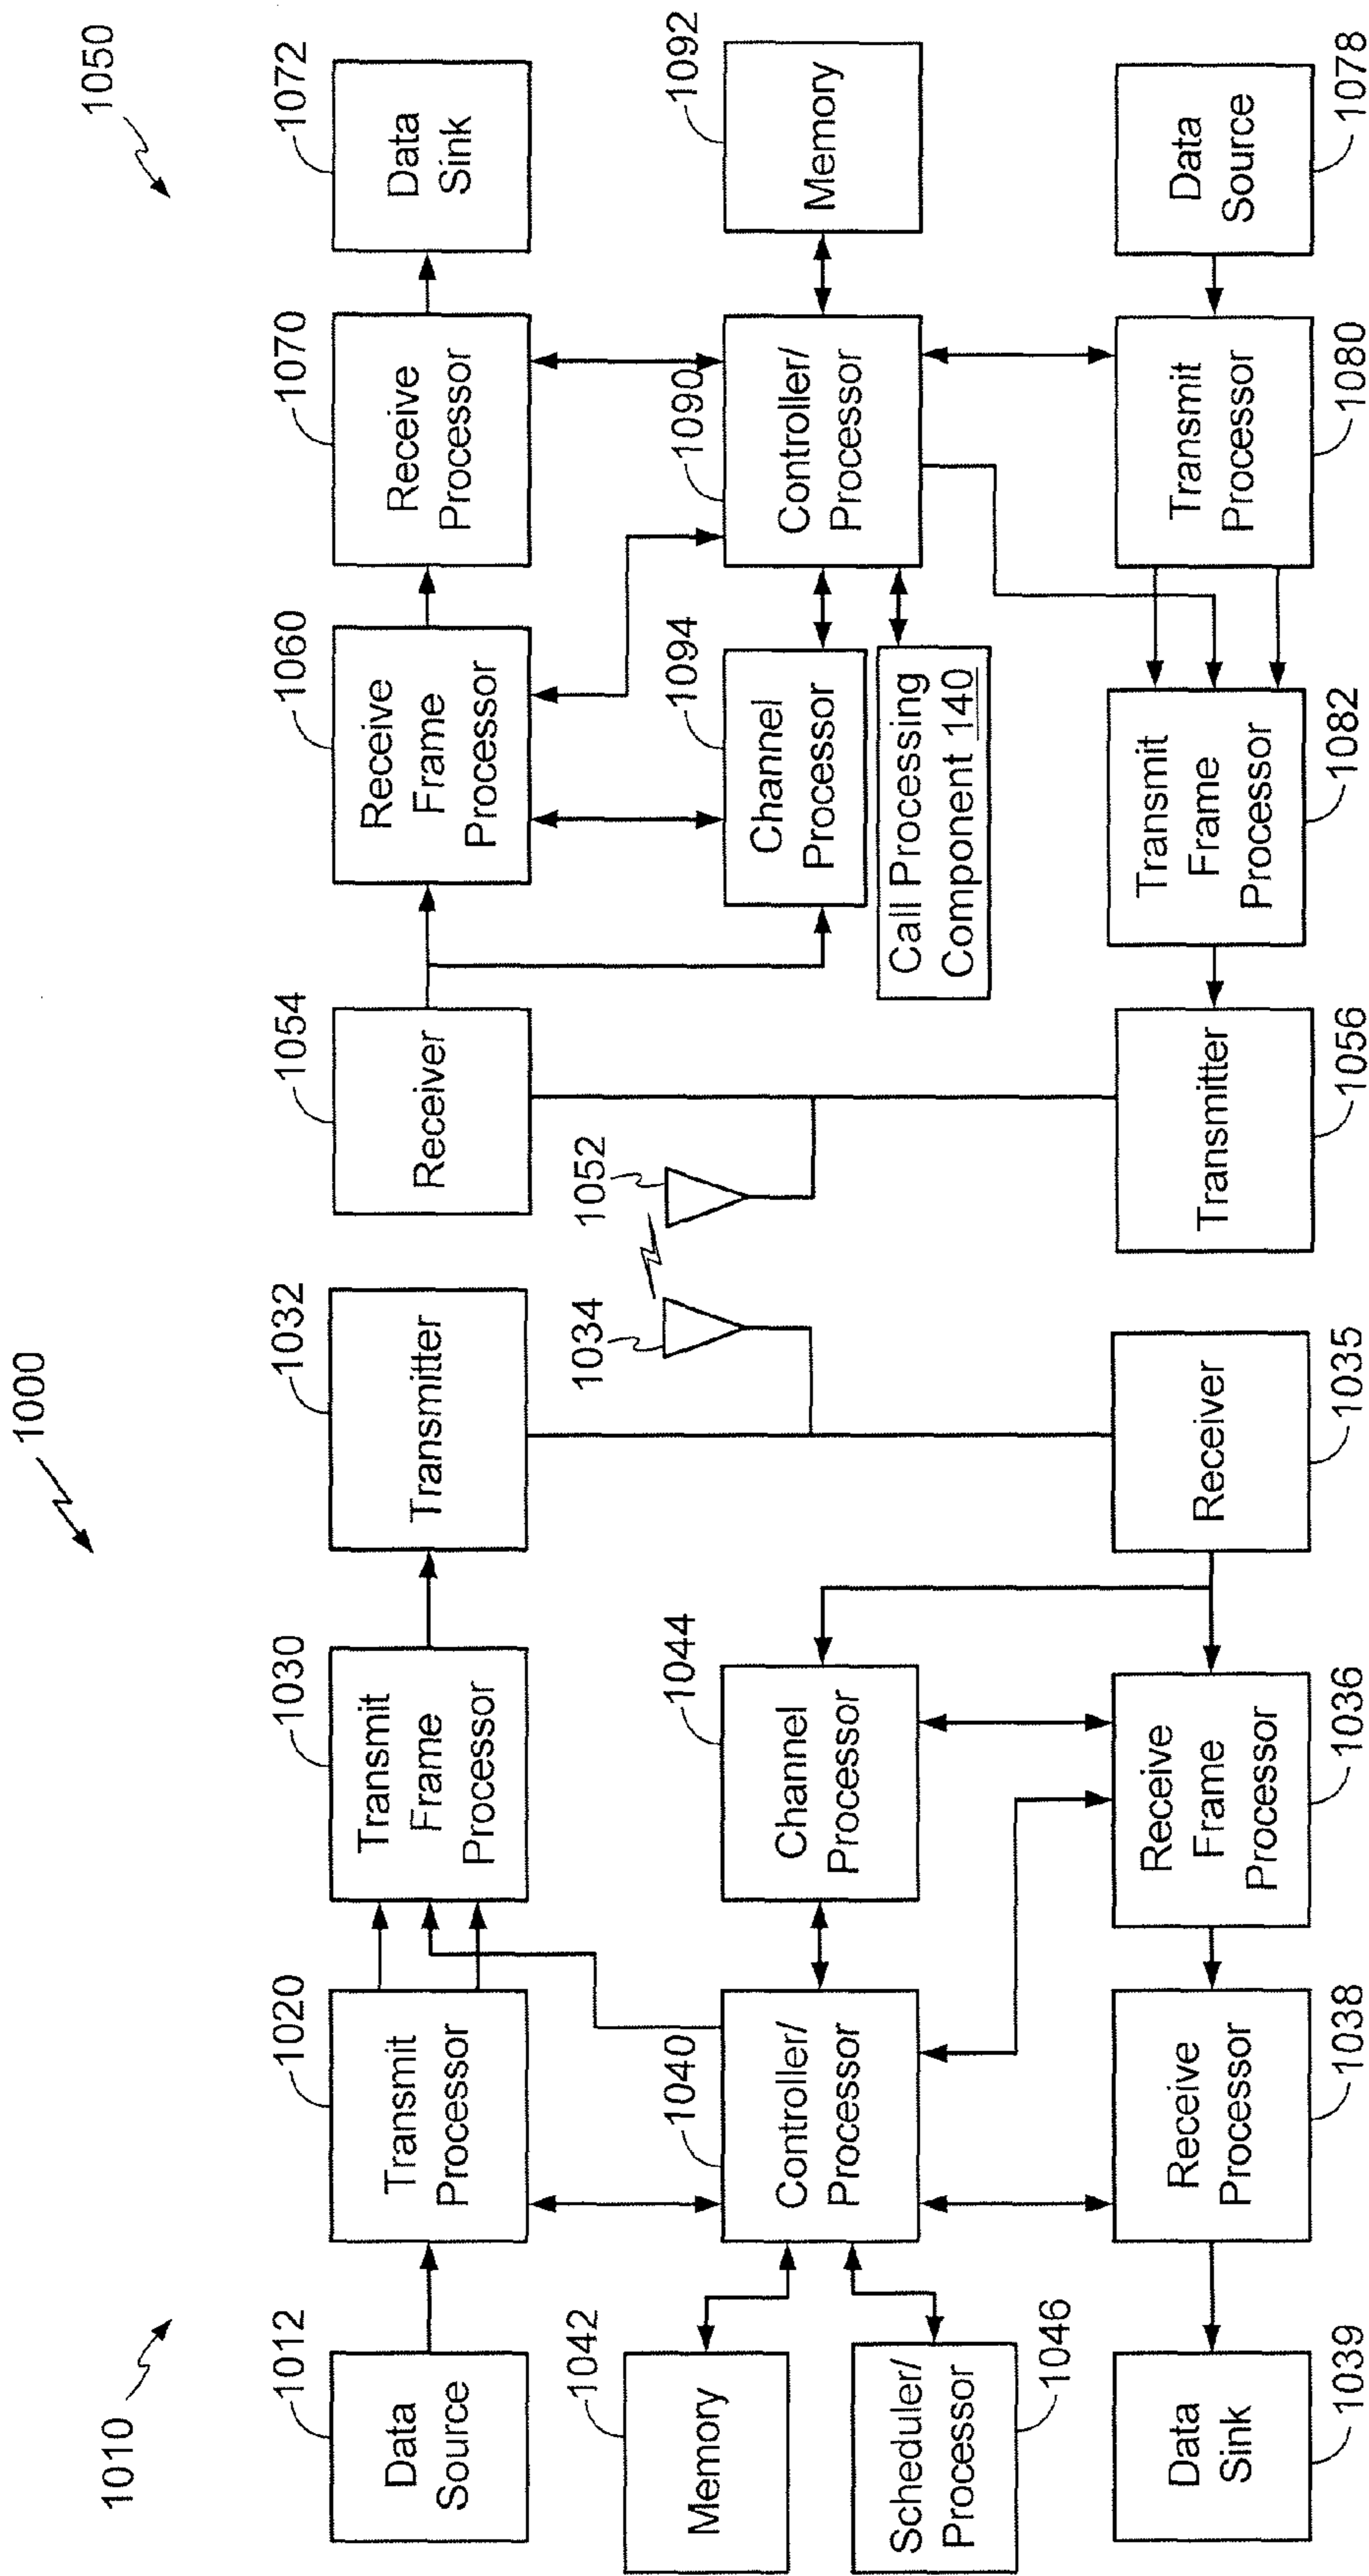 1000
1010
1050
1012
Data
Source
1020
Transmit
Processor
1030
Transmit
Frame
Processor
1032
Transmitter
1054
Receiver
1060
Receive
Frame
Processor
1070
Receive
Processor
1072
Data
Sink
1034
1052
1042
Memory
1040
Controller/
Processor
1044
Channel
Processor
1094
Channel
Processor
1090
Controller/
Processor
1092
Memory
Scheduler/
Processor
1046
Call Processing
Component 140
Data
Sink
1039
Receive
Processor
1038
Receive
Frame
Processor
1036
Receiver
1035
Transmitter
1056
Transmit
Frame
Processor
1082
Transmit
Processor
1080
Data
Source
1078